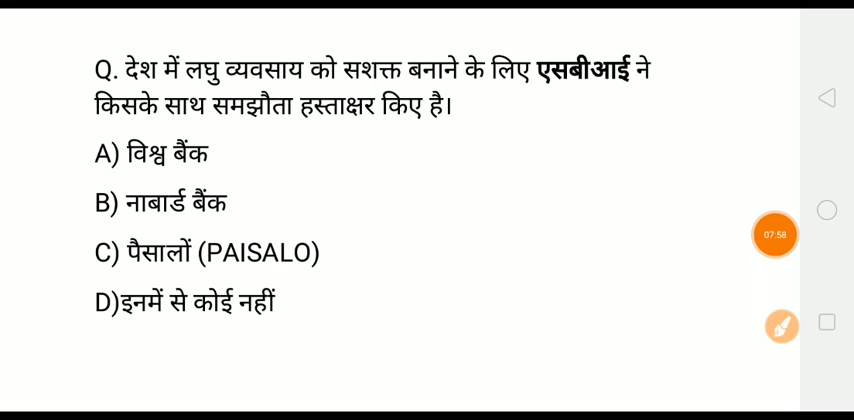 Q. देश में लघु व्यवसाय को सशक्त बनाने के लिए एसबीआई ने
किसके साथ समझौता हस्ताक्षर किए है।
A) विश्व बैंक
B) नाबार्ड बैंक
C) पैसालों (PAISALO)
D)इनमें से कोई नहीं
07:58